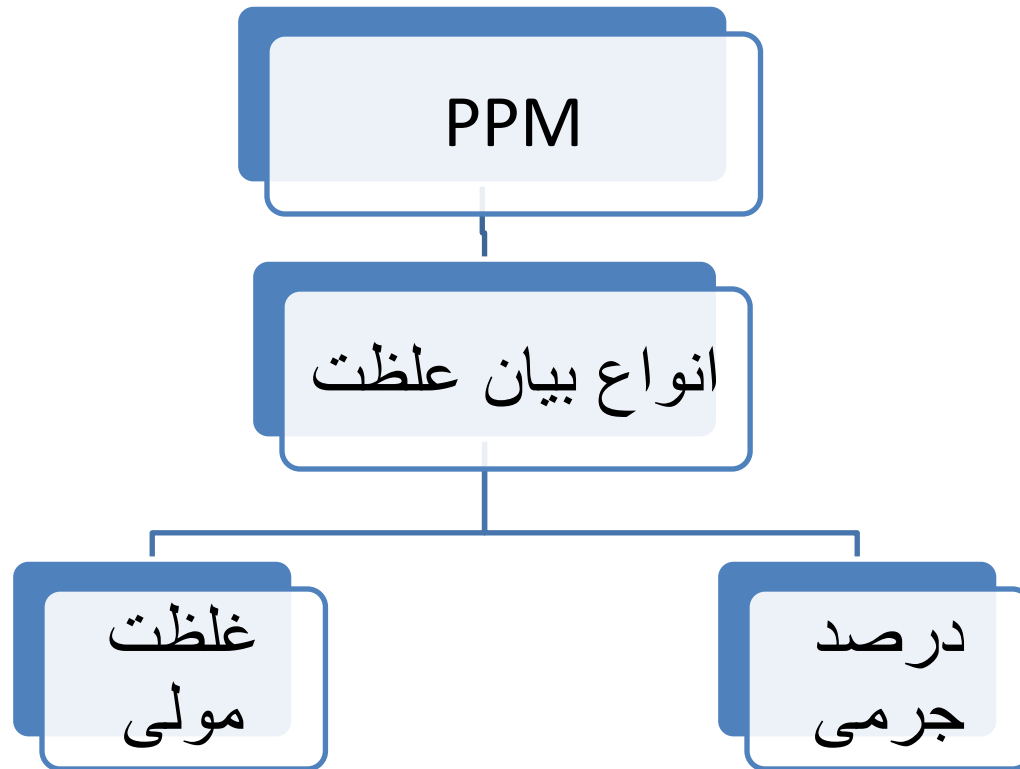 PPM
انواع بیان علظت
درصد
جرمی
غلظت
مولی